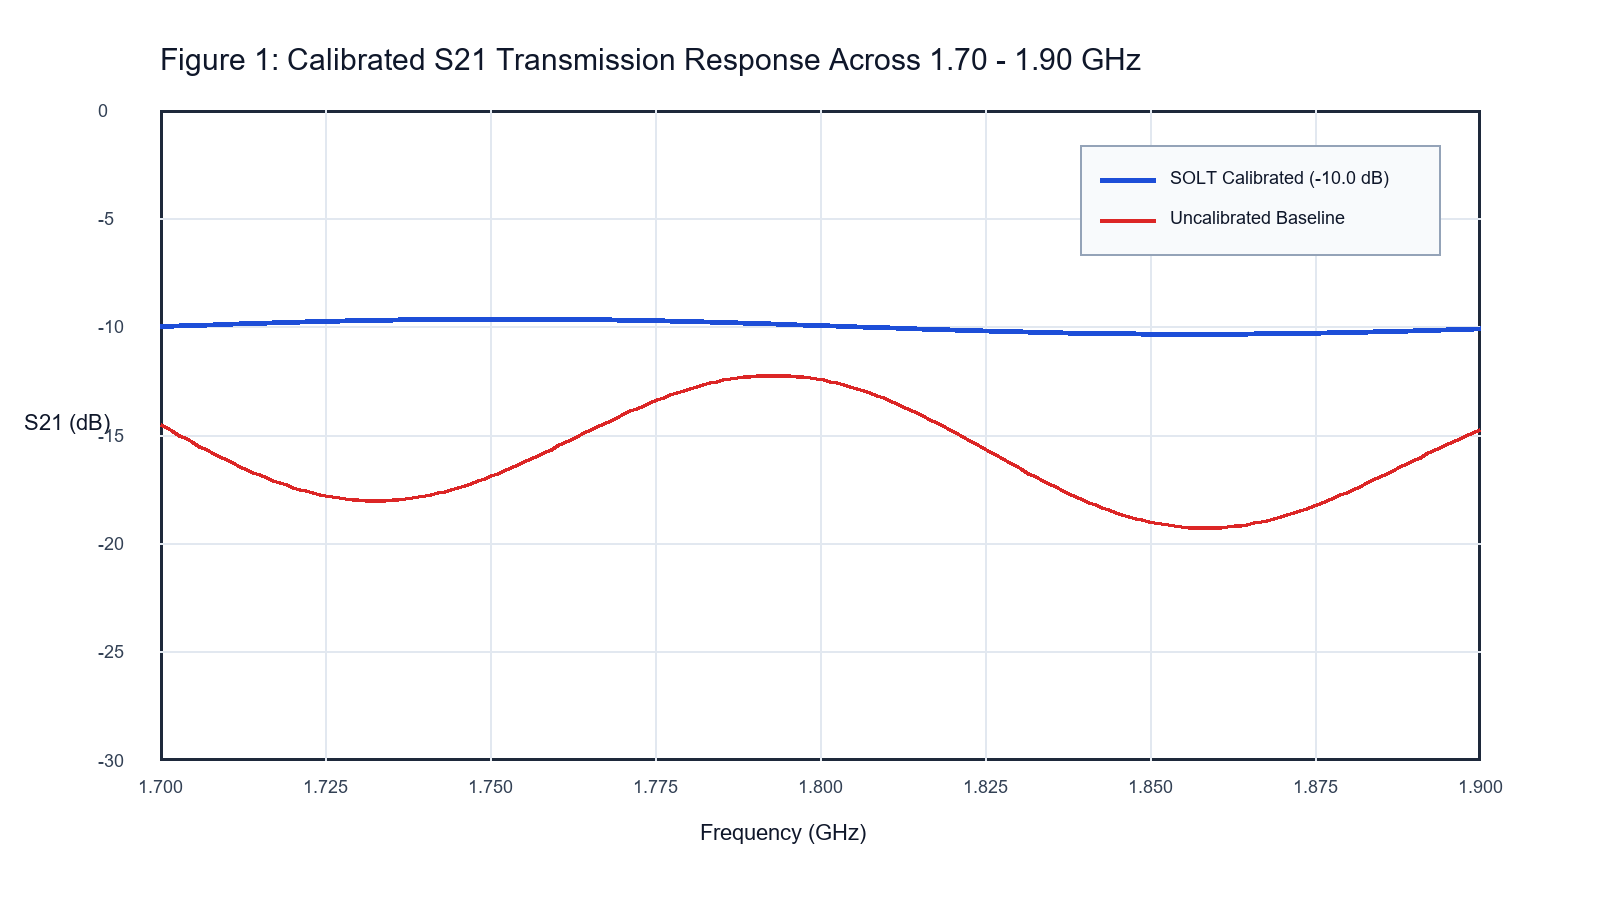 Figure 1: Calibrated S21 Transmission Response Across 1.70 - 1.90 GHz
0
SOLT Calibrated (-10.0 dB)
-5
Uncalibrated Baseline
-10
S21 (dB)
-15
-20
-25
-30
1.700 1.725 1.750 1.775 1.800 1.825 1.850 1.875 1.900
Frequency (GHz)